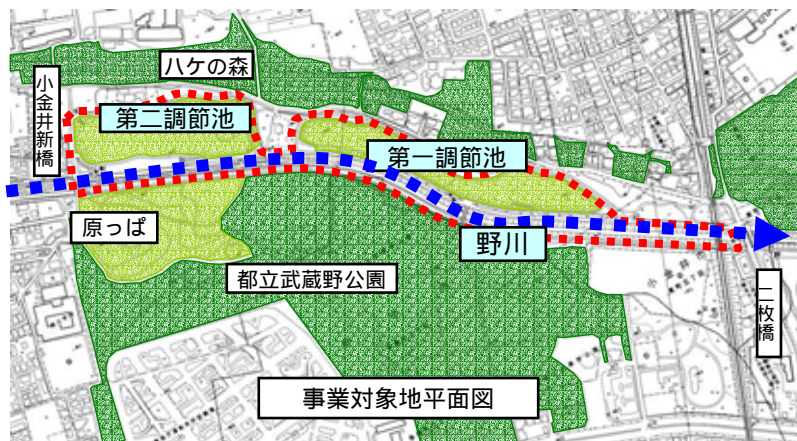 ハケの森
小金井新橋
第二調節池
第一調節池
原っぱ
野川
都立武蔵野公園
二枚橋
事業対象地平面図